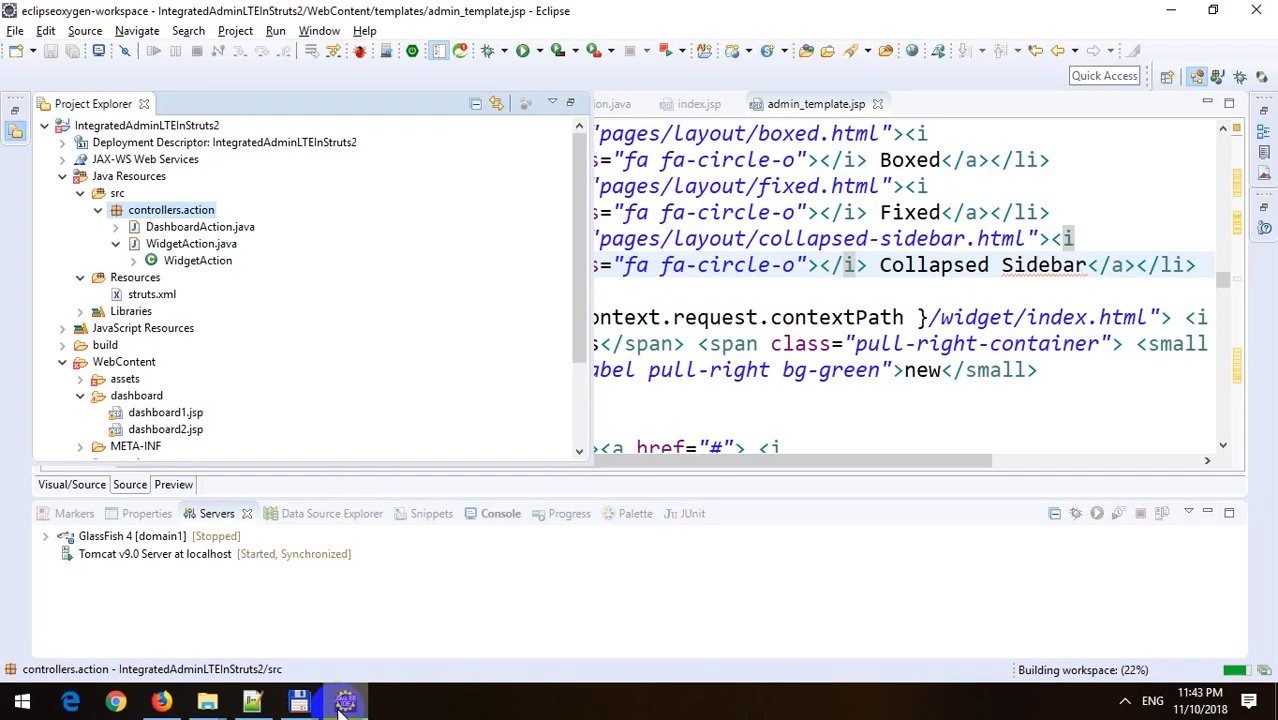 eclipseoxygen-workspace - IntegratedAdminLTEInStruts2/WebContent/templates/admin_template.jsp - Eclipse
File Edit Source Navigate Search Project Run Window Help
Quick Access
Project Explorer
IntegratedAdminLTEInStruts2
Deployment Descriptor: IntegratedAdminLTEInStruts2
JAX-WS Web Services
Java Resources
src
controllers.action
DashboardAction.java
WidgetAction.java
WidgetAction
Resources
struts.xml
Libraries
JavaScript Resources
build
WebContent
assets
dashboard
dashboard1.jsp
dashboard2.jsp
META-INF
ion.java index.jsp admin_template.jsp
"pages/layout/boxed.html"><i
s="fa fa-circle-o"></i> Boxed</a></li>
"pages/layout/fixed.html"><i
s="fa fa-circle-o"></i> Fixed</a></li>
"pages/layout/collapsed-sidebar.html"><i
s="fa fa-circle-o"></i> Collapsed Sidebar</a></li>
ontext.request.contextPath }/widget/index.html"> <i
s</span> <span class="pull-right-container"> <small
abel pull-right bg-green">new</small>
<a href="#"> <i
Visual/Source Source Preview
Markers Properties Servers Data Source Explorer Snippets Console Progress Palette JUnit
GlassFish 4 [domain1] [Stopped]
Tomcat v9.0 Server at localhost [Started, Synchronized]
controllers.action - IntegratedAdminLTEInStruts2/src
Building workspace: (22%)
ENG
11:43 PM
11/10/2018